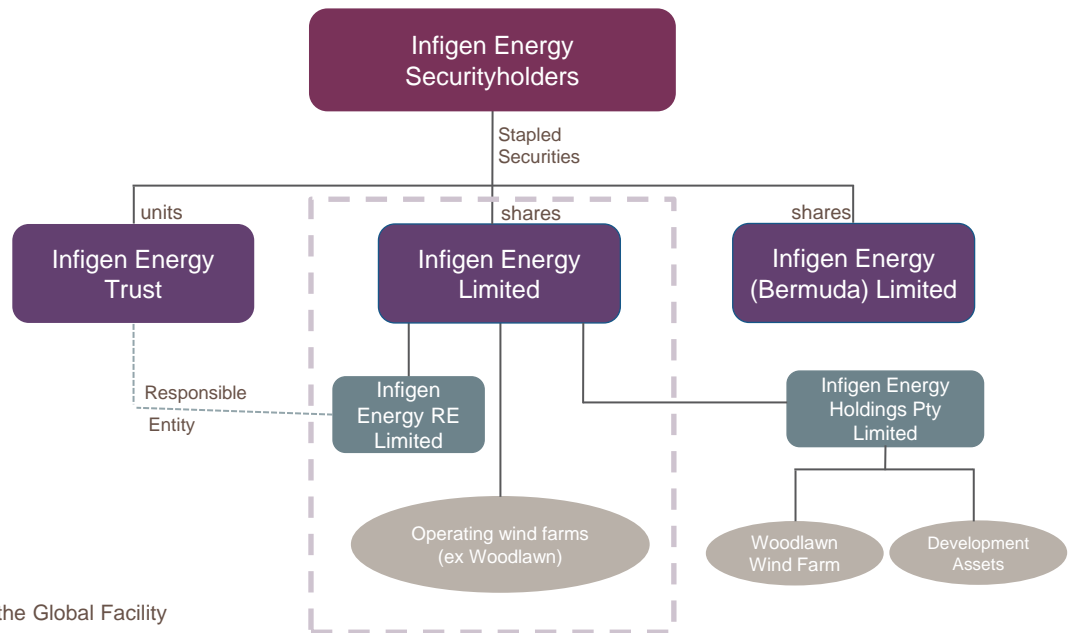 Infigen Energy
Securityholders
Stapled
Securities
units
shares
shares
Infigen Energy
Trust
Infigen Energy
Limited
Infigen Energy
(Bermuda) Limited
Responsible
Entity
Infigen
Energy RE
Limited
Infigen Energy
Holdings Pty
Limited
Operating wind farms
(ex Woodlawn)
Woodlawn
Wind Farm
Development
Assets
the Global Facility